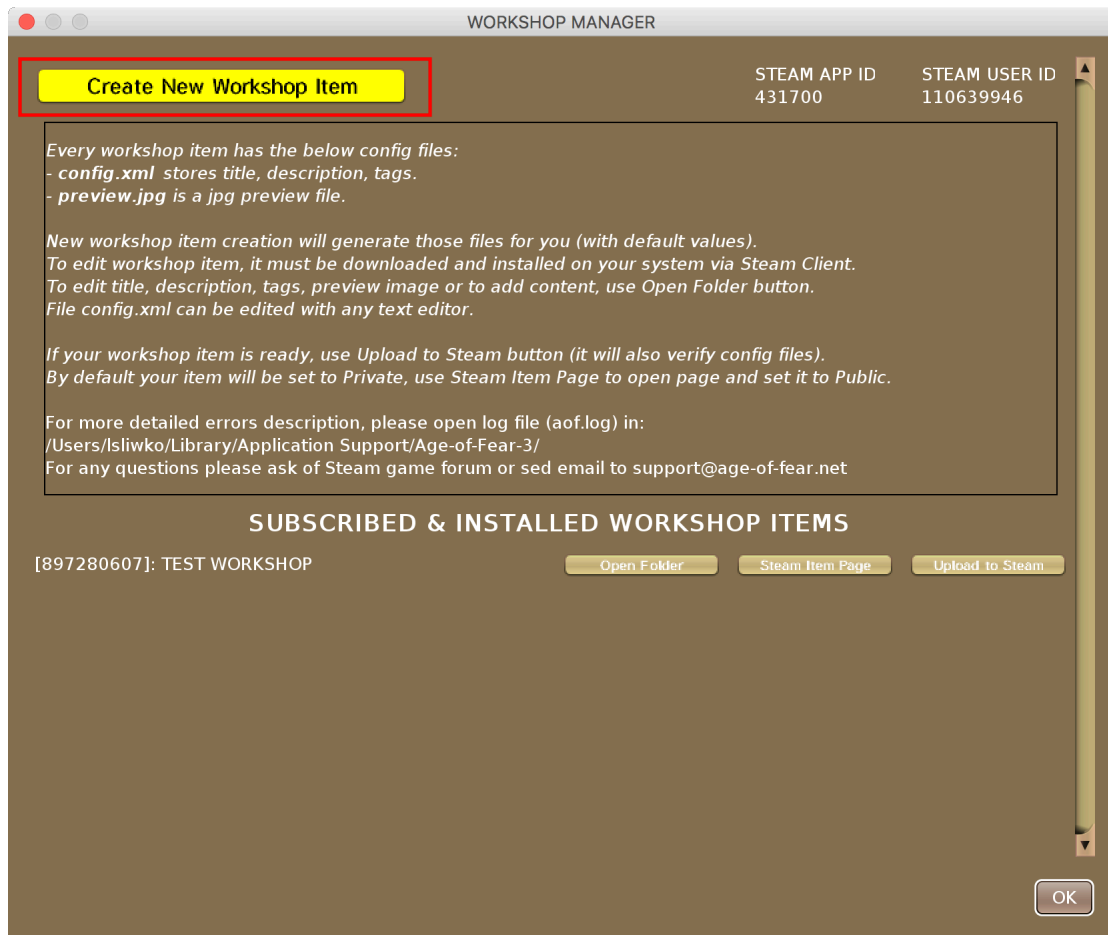 WORKSHOP MANAGER
Create New Workshop Item
STEAM APP ID
431700
STEAM USER ID
110639946
Every workshop item has the below config files:
- config.xml stores title, description, tags.
- preview.jpg is a jpg preview file.
New workshop item creation will generate those files for you (with default values).
To edit workshop item, it must be downloaded and installed on your system via Steam Client.
To edit title, description, tags, preview image or to add content, use Open Folder button.
File config.xml can be edited with any text editor.
If your workshop item is ready, use Upload to Steam button (it will also verify config files).
By default your item will be set to Private, use Steam Item Page to open page and set it to Public.
For more detailed errors description, please open log file (aof.log) in:
/Users/lsliwko/Library/Application Support/Age-of-Fear-3/
For any questions please ask of Steam game forum or sed email to support@age-of-fear.net
SUBSCRIBED & INSTALLED WORKSHOP ITEMS
[897280607]: TEST WORKSHOP
Open Folder
Steam Item Page
Upload to Steam
OK